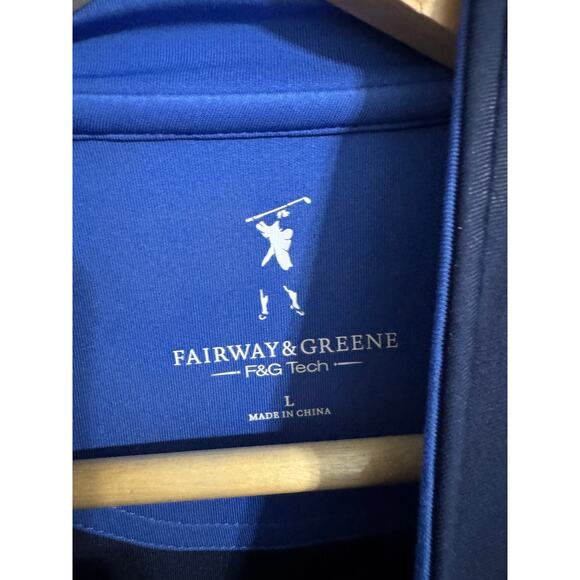 FAIRWAY & GREENE
F&G Tech
L
MADE IN CHINA